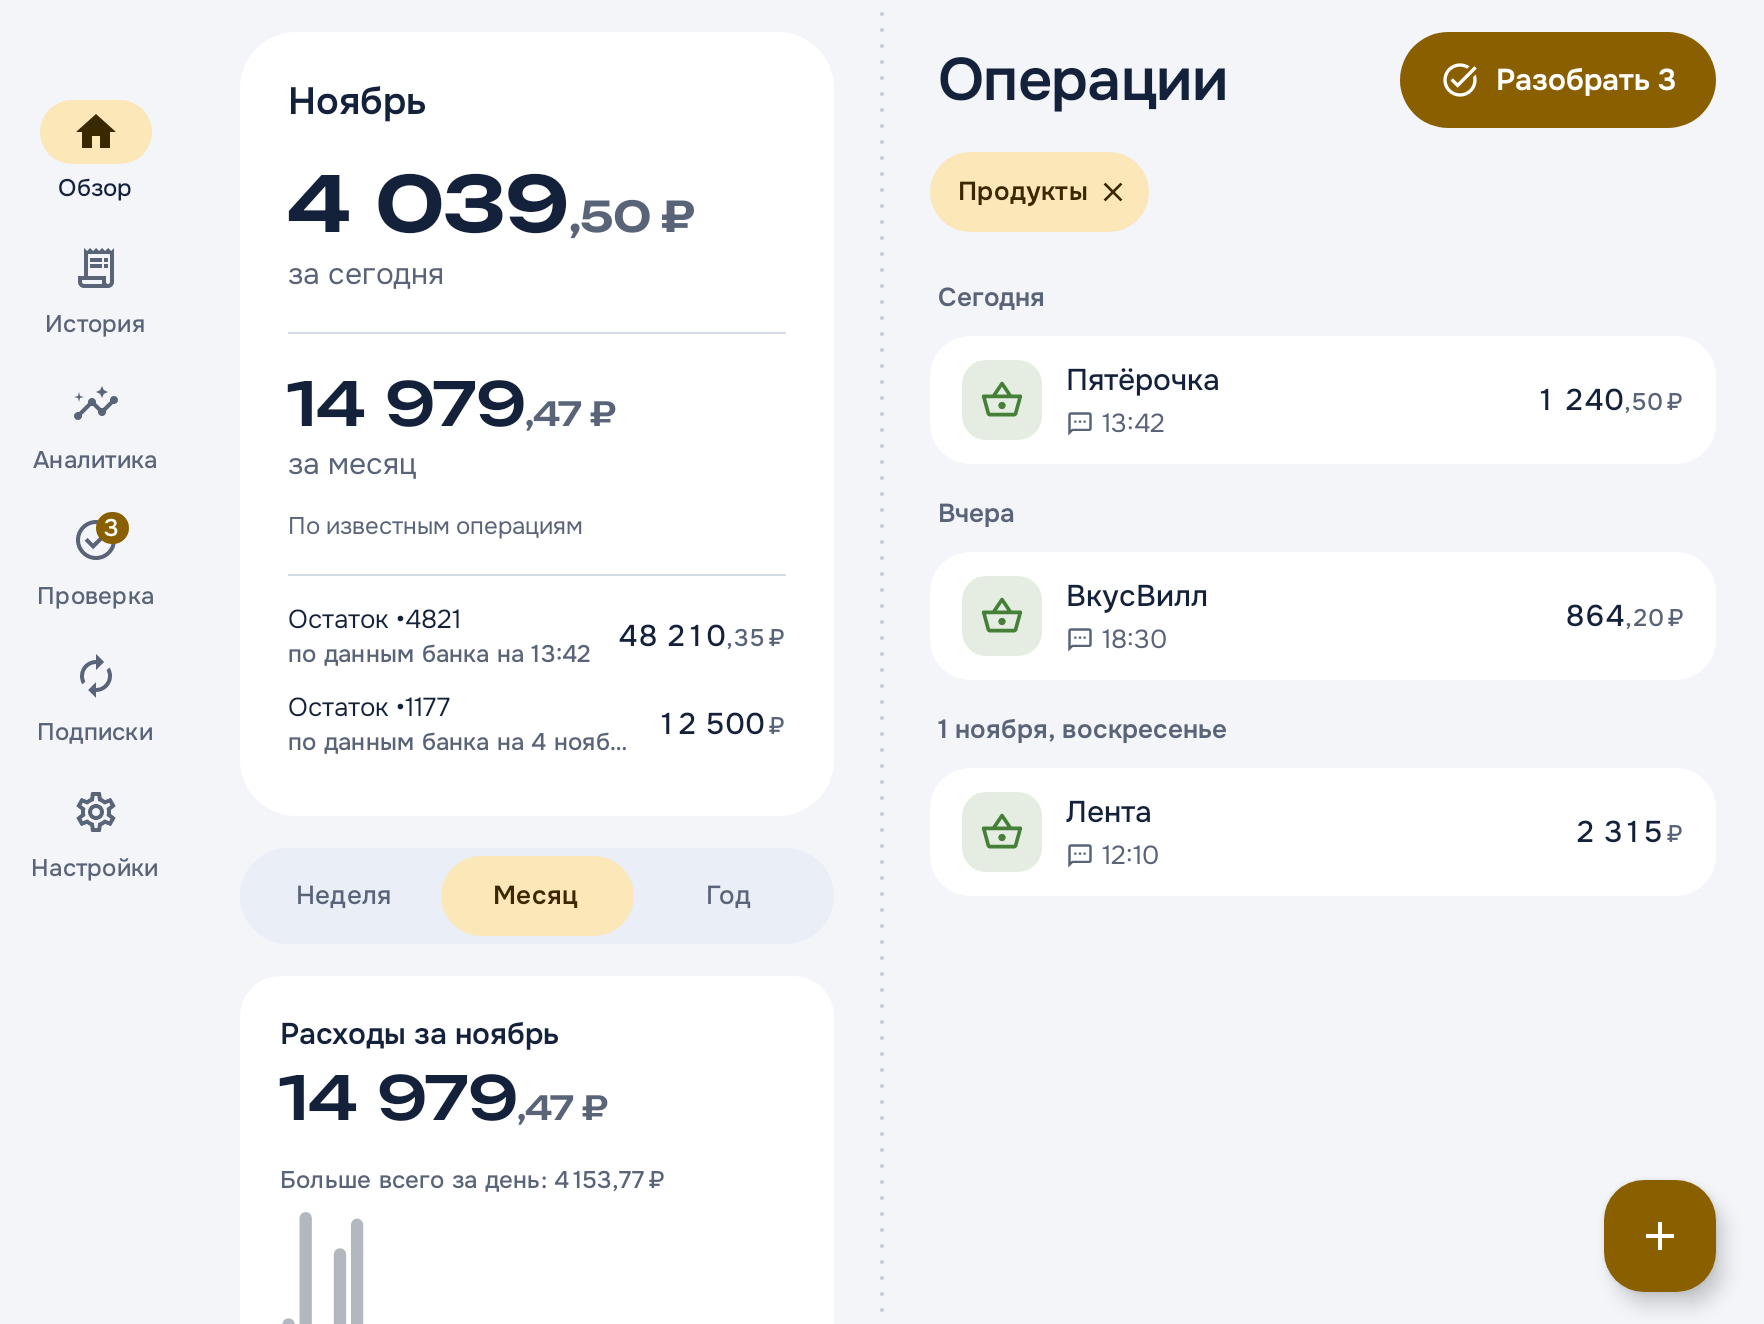 Обзор
История
Аналитика
3
Проверка
Подписки
Настройки
Ноябрь
4 039,50 ₽
за сегодня
14 979,47 ₽
за месяц
По известным операциям
Остаток •4821
по данным банка на 13:42
48 210,35 ₽
Остаток •1177
по данным банка на 4 нояб...
12 500 ₽
Неделя Месяц Год
Расходы за ноябрь
14 979,47 ₽
Больше всего за день: 4 153,77 ₽
Операции
Разобрать 3
Продукты
Сегодня
Пятёрочка
13:42
1 240,50 ₽
Вчера
ВкусВилл
18:30
864,20 ₽
1 ноября, воскресенье
Лента
12:10
2 315 ₽